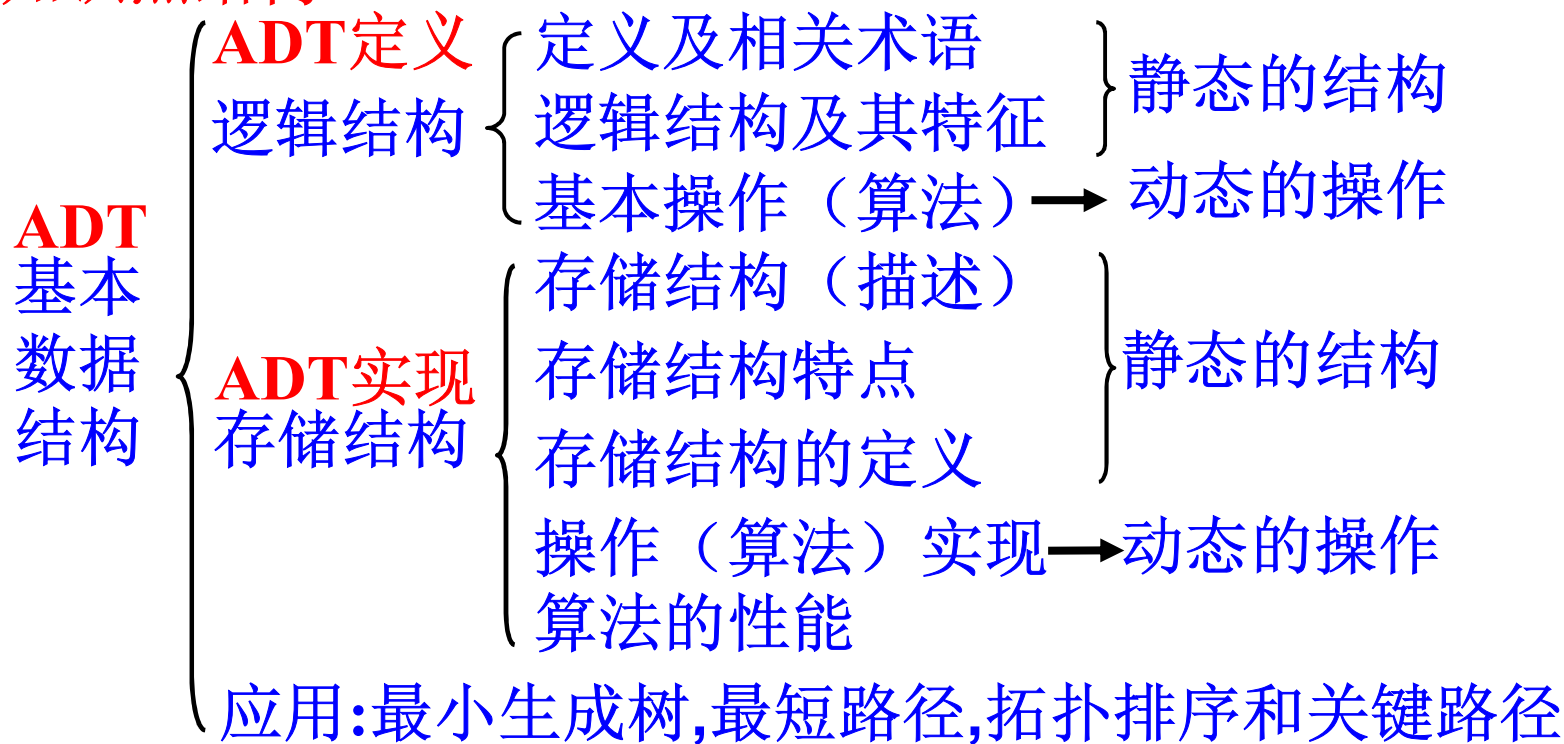 ADT
基本
数据
结构
ADT定义
逻辑结构
定义及相关术语
逻辑结构及其特征
静态的结构
基本操作（算法）
动态的操作
ADT实现
存储结构
存储结构（描述）
存储结构特点
存储结构的定义
静态的结构
操作（算法）实现
动态的操作
算法的性能
应用:最小生成树,最短路径,拓扑排序和关键路径